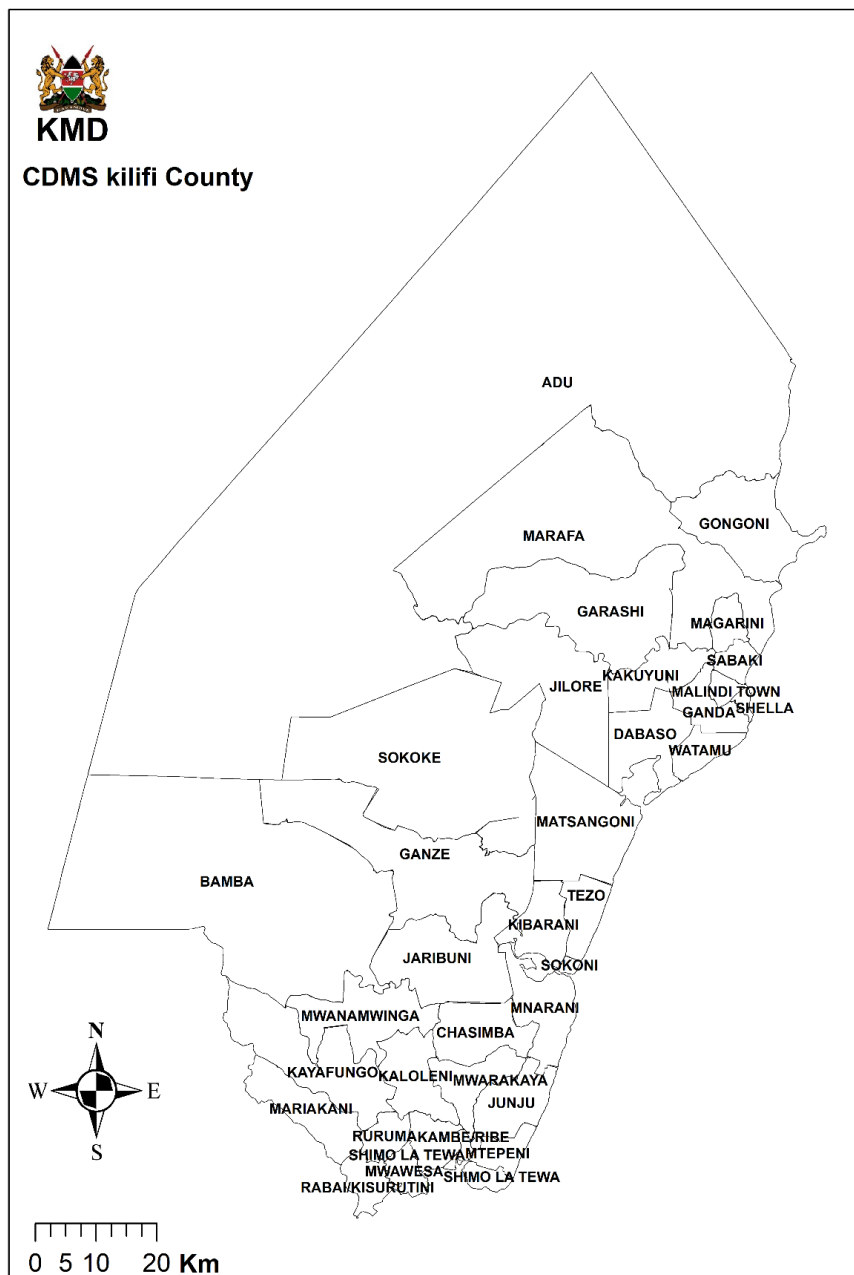 KMD
CDMS kilifi County
ADU
GONGONI
MARAFA
GARASHI
MAGARINI
SABAKI
KAKUYUNI
JILORE
MALINDI TOWN
SHELLA
GANDA
DABASO
WATAMU
SOKOKE
MATSANGONI
GANZE
BAMBA
TEZO
KIBARANI
JARIBUNI
SOKONI
MNARANI
MWANAMWINGA
CHASIMBA
KAYAFUNGO
KALOLENI
MWARAKAYA
JUNJU
MARIAKANI
RURUMA
KAMBE/RIBE
SHIMO LA TEWA
MTEPENI
MWAWESA
SHIMO LA TEWA
RABAI/KISURUTINI
N
W
E
S
0 5 10 20 Km